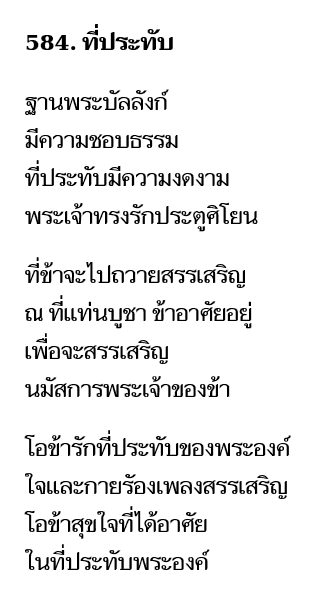 584. ที่ประทับ
ฐานพระบัลลังก์
มีความชอบธรรม
ที่ประทับมีความงดงาม
พระเจ้าทรงรักประตูศิโยน
ที่ข้าจะไปถวายสรรเสริญ
ณ ที่แท่นบูชา ข้าอาศัยอยู่
เพื่อจะสรรเสริญ
นมัสการพระเจ้าของข้า
โอข้ารักที่ประทับของพระองค์
ใจและกายร้องเพลงสรรเสริญ
โอข้าสุขใจที่ได้อาศัย
ในที่ประทับพระองค์